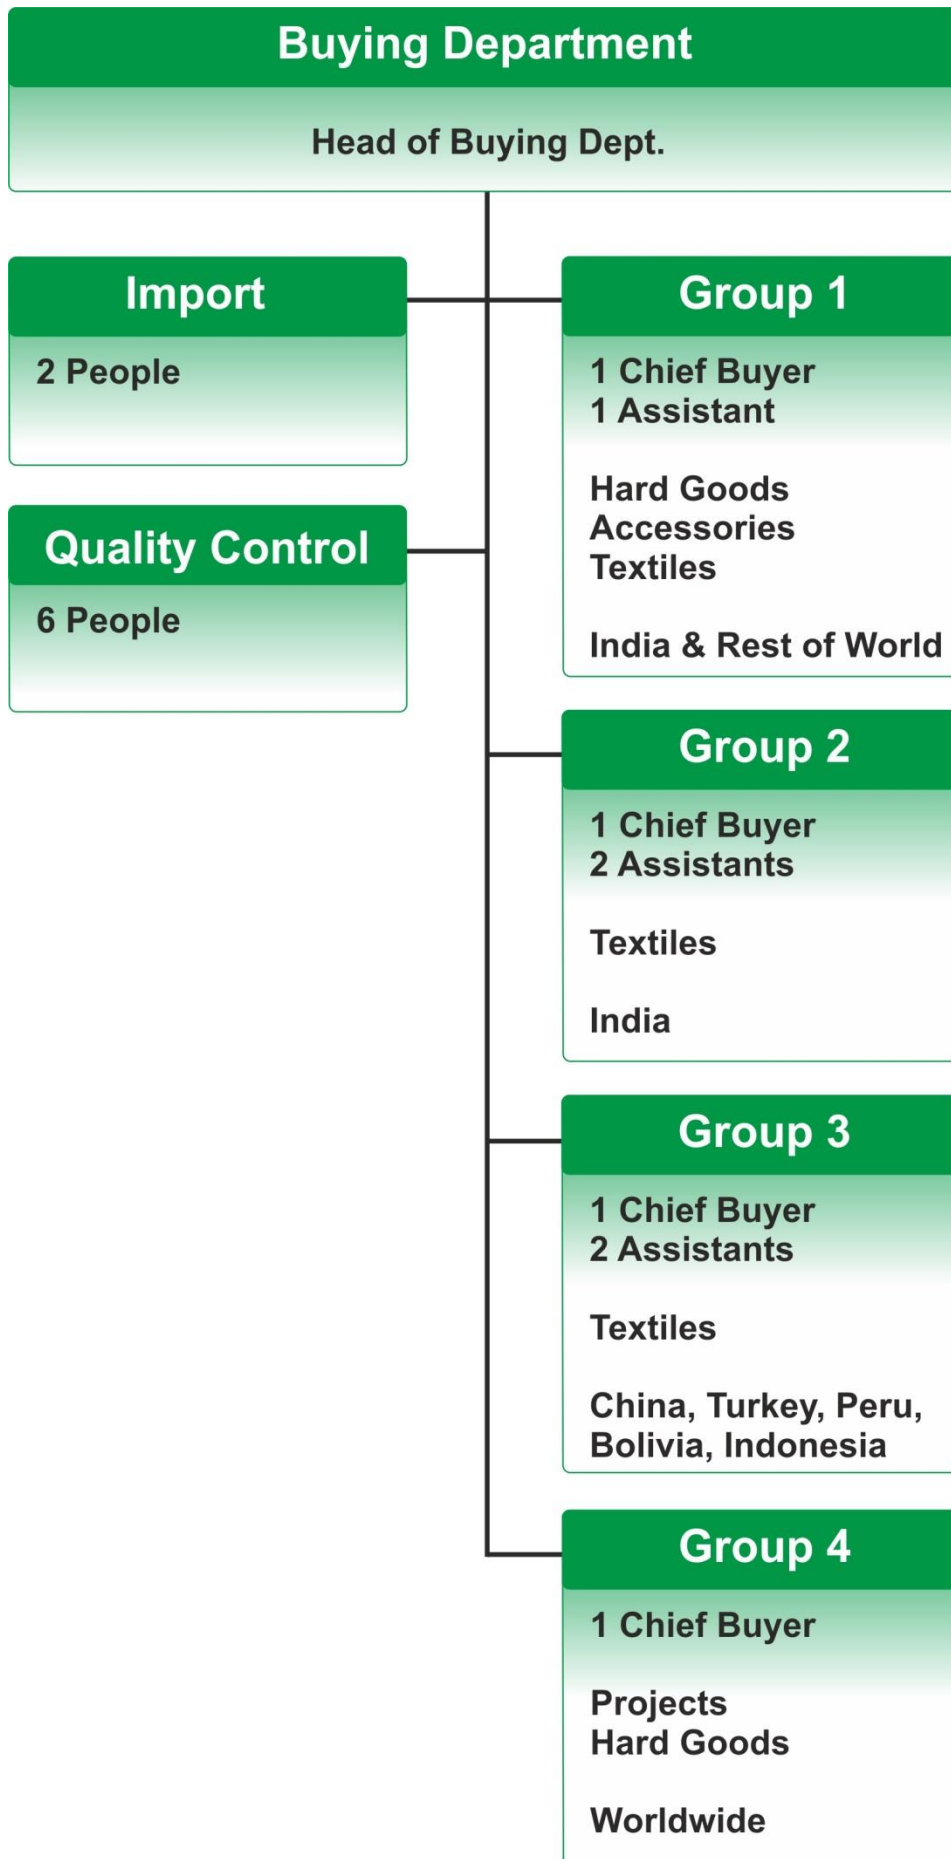 Buying Department
Head of Buying Dept.
Import
2 People
Quality Control
6 People
Group 1
1 Chief Buyer
1 Assistant
Hard Goods
Accessories
Textiles
India & Rest of World
Group 2
1 Chief Buyer
2 Assistants
Textiles
India
Group 3
1 Chief Buyer
2 Assistants
Textiles
China, Turkey, Peru,
Bolivia, Indonesia
Group 4
1 Chief Buyer
Projects
Hard Goods
Worldwide